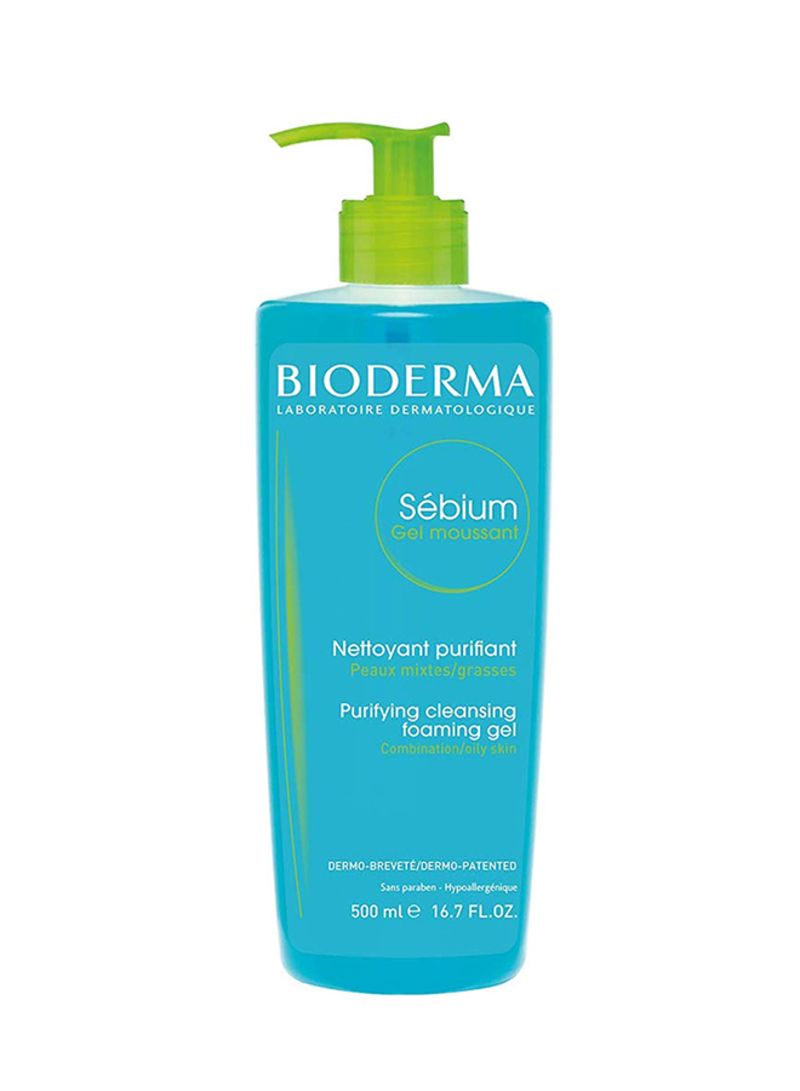 BIODERMA
LABORATOIRE DERMATOLOGIQUE
Sébium
Gel moussant
Nettoyant purifiant
Peaux mixtes/grasses
Purifying cleansing
foaming gel
Combination/oily skin
DERMO-BREVETÉ/DERMO-PATENTED
Sans paraben - Hypoallergénique
500 ml ℮ 16.7 FL.OZ.